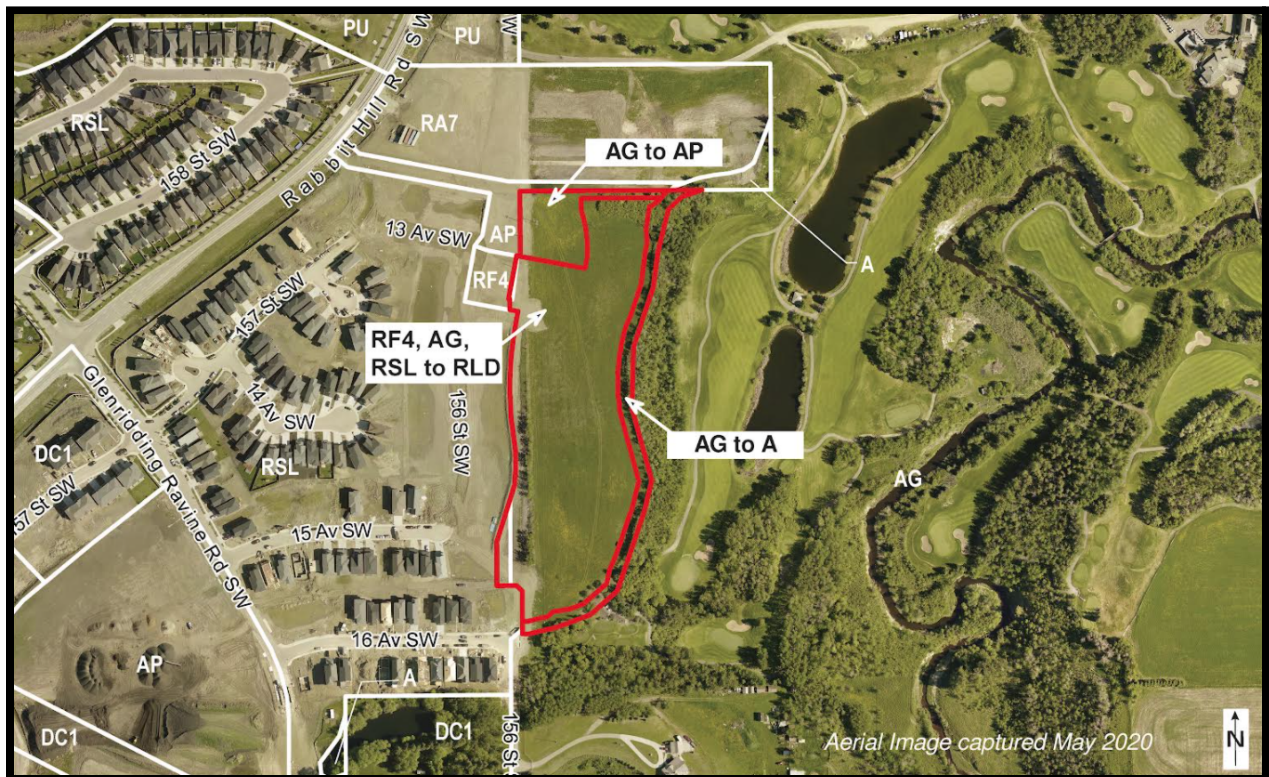 PU
PU
W
Rabbit Hill Rd SW
RSL
158 St SW
RA7
AG to AP
13 Av SW
AP
A
RF4
157 St SW
RF4, AG,
RSL to RLD
14 Av SW
156 St SW
AG to A
Glenridding Ravine Rd SW
DC1
RSL
AG
157 St SW
15 Av SW
16 Av SW
AP
A
DC1
DC1
156 St
Aerial Image captured May 2020
N